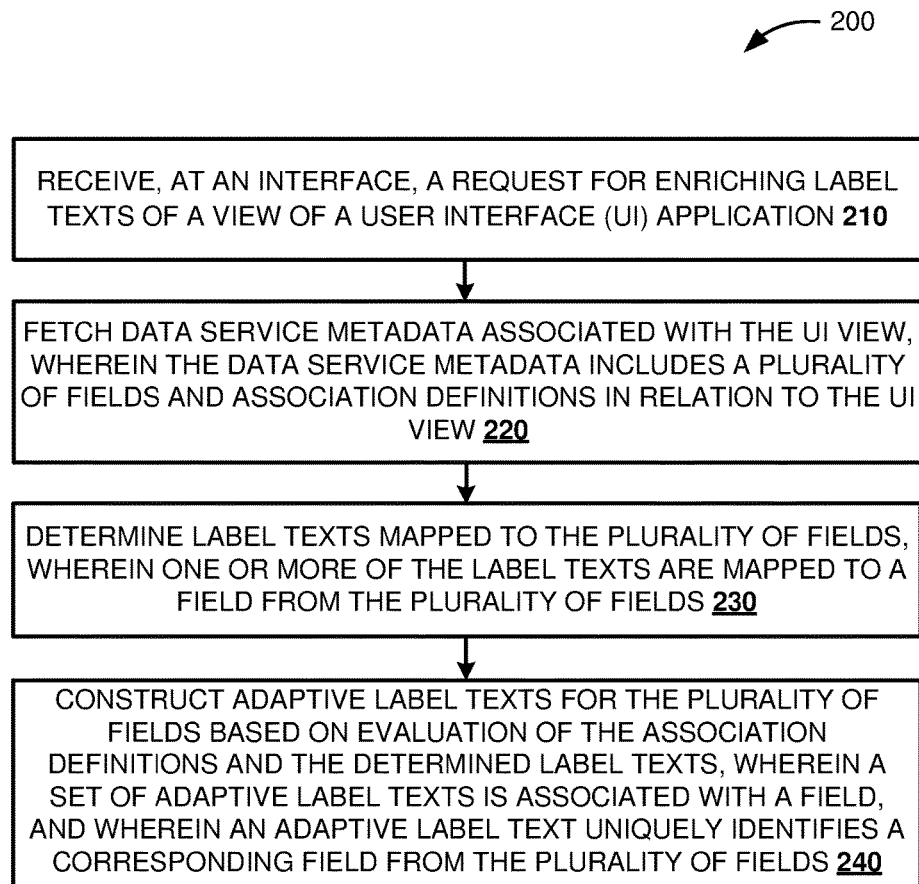 200
RECEIVE, AT AN INTERFACE, A REQUEST FOR ENRICHING LABEL
TEXTS OF A VIEW OF A USER INTERFACE (UI) APPLICATION 210
FETCH DATA SERVICE METADATA ASSOCIATED WITH THE UI VIEW,
WHEREIN THE DATA SERVICE METADATA INCLUDES A PLURALITY
OF FIELDS AND ASSOCIATION DEFINITIONS IN RELATION TO THE UI
VIEW 220
DETERMINE LABEL TEXTS MAPPED TO THE PLURALITY OF FIELDS,
WHEREIN ONE OR MORE OF THE LABEL TEXTS ARE MAPPED TO A
FIELD FROM THE PLURALITY OF FIELDS 230
CONSTRUCT ADAPTIVE LABEL TEXTS FOR THE PLURALITY OF
FIELDS BASED ON EVALUATION OF THE ASSOCIATION
DEFINITIONS AND THE DETERMINED LABEL TEXTS, WHEREIN A
SET OF ADAPTIVE LABEL TEXTS IS ASSOCIATED WITH A FIELD,
AND WHEREIN AN ADAPTIVE LABEL TEXT UNIQUELY IDENTIFIES A
CORRESPONDING FIELD FROM THE PLURALITY OF FIELDS 240